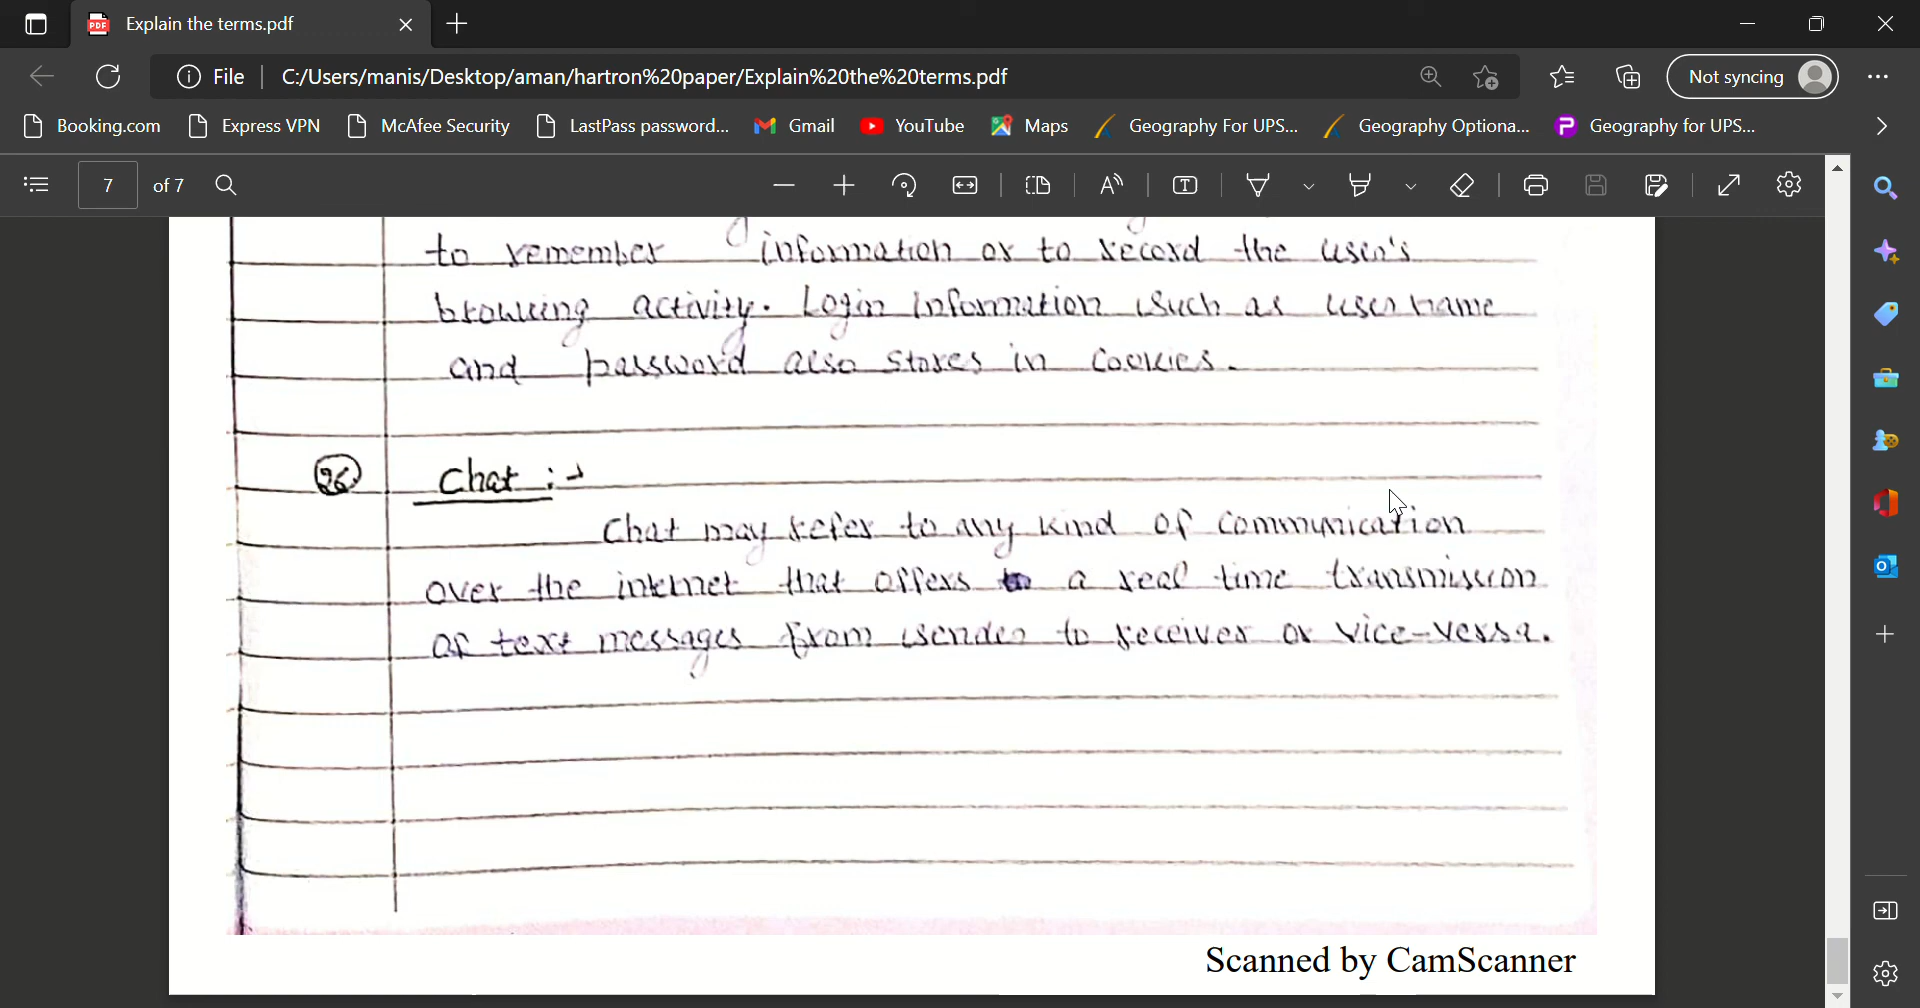 Explain the terms.pdf
File C:/Users/manis/Desktop/aman/hartron%20paper/Explain%20the%20terms.pdf
Not syncing
Booking.com Express VPN McAfee Security LastPass password... Gmail YouTube Maps Geography For UPS... Geography Optiona... Geography for UPS...
7 of 7
to remember information or to record the user's
browsing activity. Login Information such as user name
and password also stores in Cookies.
26 Chat :→
Chat may refer to any kind of communication
over the internet that offers a real time transmission
of text messages from sender to receiver or vice-versa.
Scanned by CamScanner